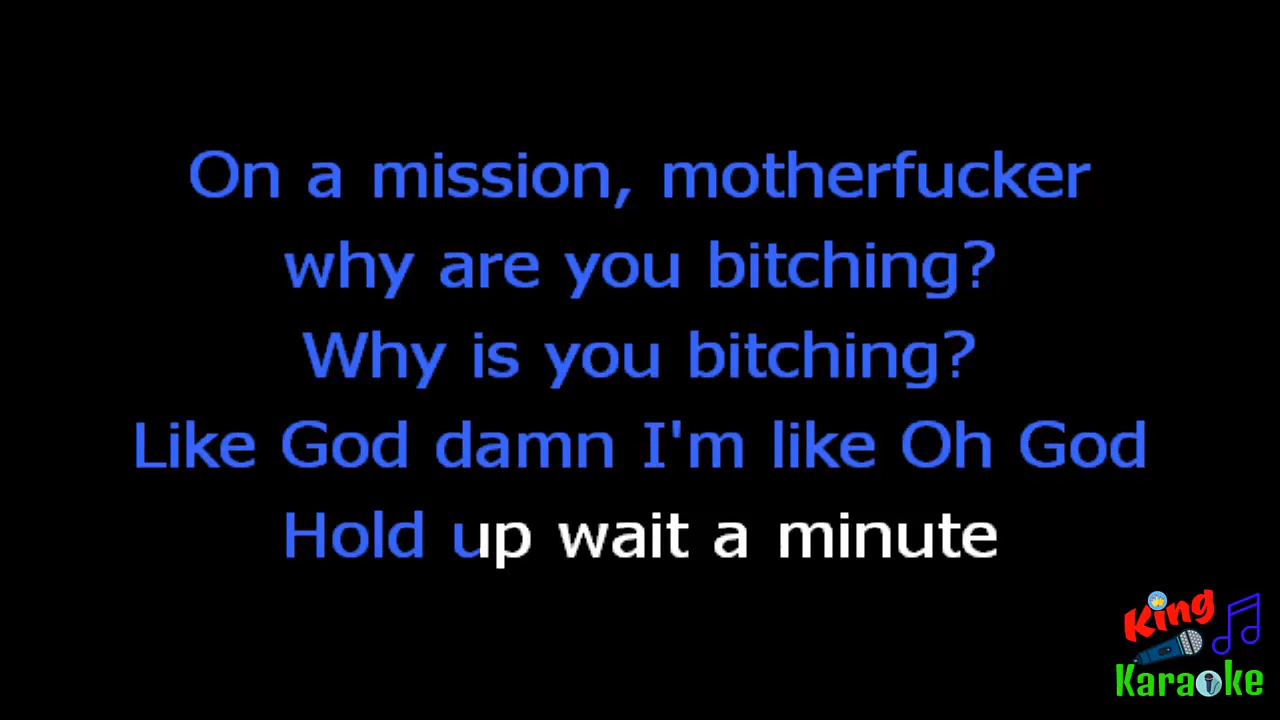 On a mission, motherfucker
why are you bitching?
Why is you bitching?
Like God damn I'm like Oh God
Hold up wait a minute
King
Karaoke